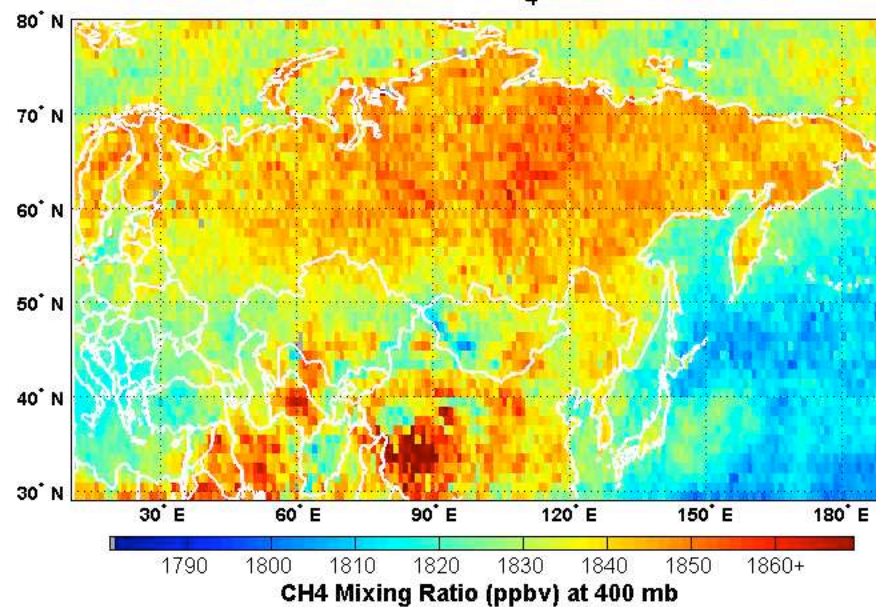 4
80° N
70° N
60° N
50° N
40° N
30° N
30° E 60° E 90° E 120° E 150° E 180° E
1790 1800 1810 1820 1830 1840 1850 1860+
CH4 Mixing Ratio (ppbv) at 400 mb